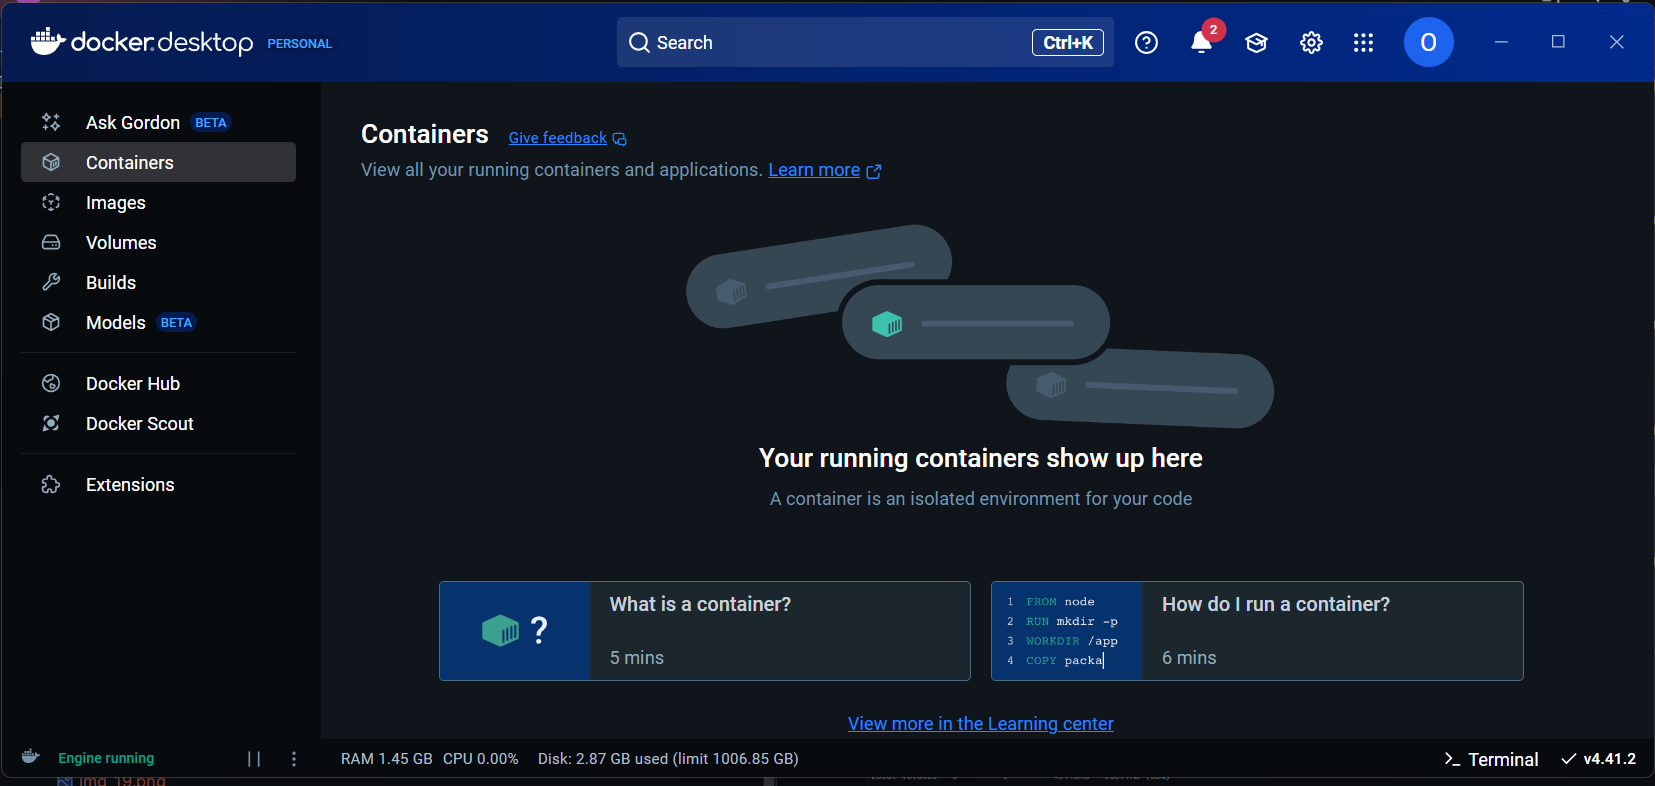 docker.desktop PERSONAL
Search Ctrl+K 2 O
Ask Gordon BETA
Containers
Images
Volumes
Builds
Models BETA
Docker Hub
Docker Scout
Extensions
Containers Give feedback
View all your running containers and applications. Learn more
Your running containers show up here
A container is an isolated environment for your code
?
What is a container?
5 mins
1 FROM node
2 RUN mkdir -p
3 WORKDIR /app
4 COPY packa
How do I run a container?
6 mins
View more in the Learning center
Engine running
RAM 1.45 GB CPU 0.00% Disk: 2.87 GB used (limit 1006.85 GB)
Terminal v4.41.2
img_19.png